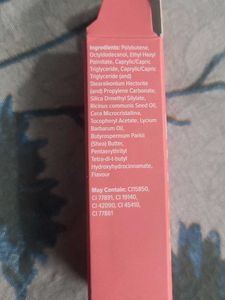 Ingredients: Polybutene,
Octyldodecanol, Ethyl Hexyl
Palmitate, Caprylic/Capric
Triglyceride, Caprylic/Capric
Triglyceride (and)
Stearalkonium Hectorite
(and) Propylene Carbonate,
Silica Dimethyl Silylate,
Ricinus communis Seed Oil,
Cera Microcristallina,
Tocopheryl Acetate, Lycium
Barbarum Oil,
Butyrospermum Parkii
(Shea) Butter,
Pentaerythrityl
Tetra-di-t-butyl
Hydroxyhydrocinnamate,
Flavour
May Contain: CI15850,
CI 77891, CI 19140,
CI 42090, CI 45410,
CI 77861